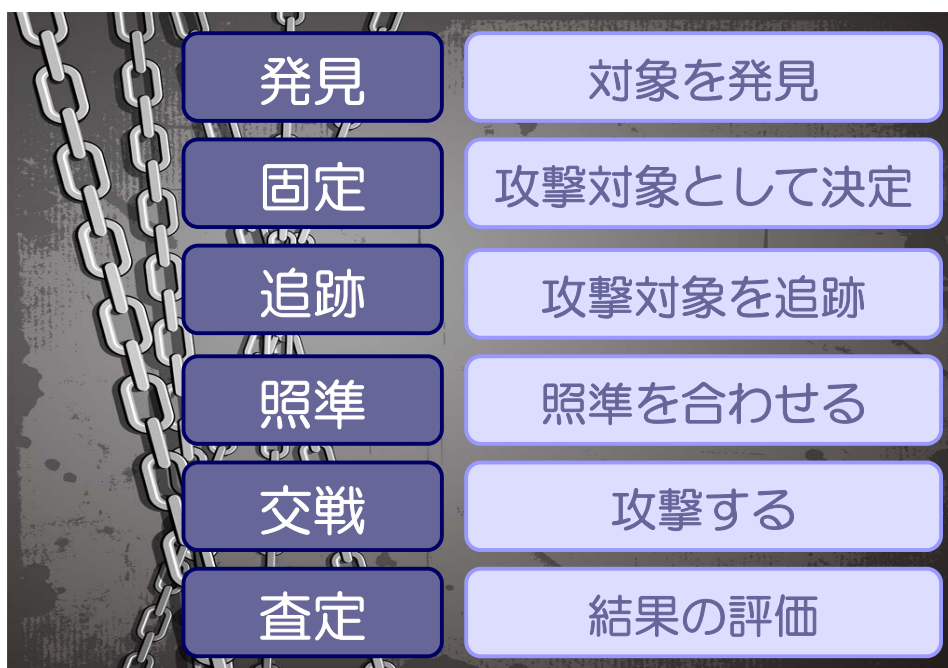 発見
対象を発見
固定
攻撃対象として決定
追跡
攻撃対象を追跡
照準
照準を合わせる
交戦
攻撃する
査定
結果の評価